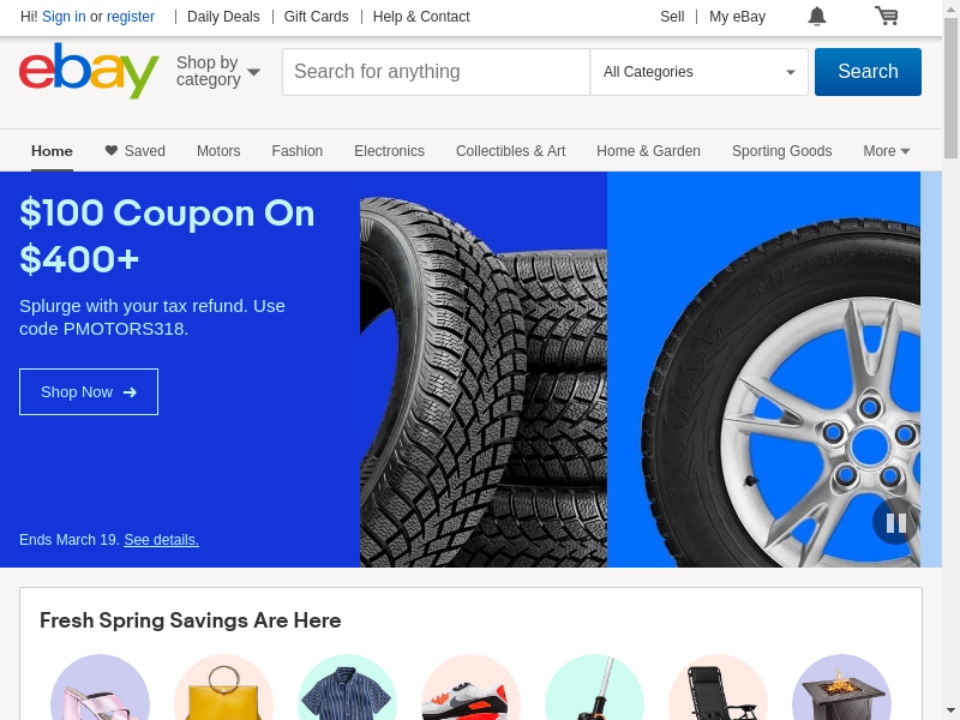 Hi! Sign in or register | Daily Deals | Gift Cards | Help & Contact Sell | My eBay
ebay
Shop by
category
Search for anything All Categories Search
Home Saved Motors Fashion Electronics Collectibles & Art Home & Garden Sporting Goods More
$100 Coupon On
$400+
Splurge with your tax refund. Use
code PMOTORS318.
Shop Now
Ends March 19. See details.
Fresh Spring Savings Are Here